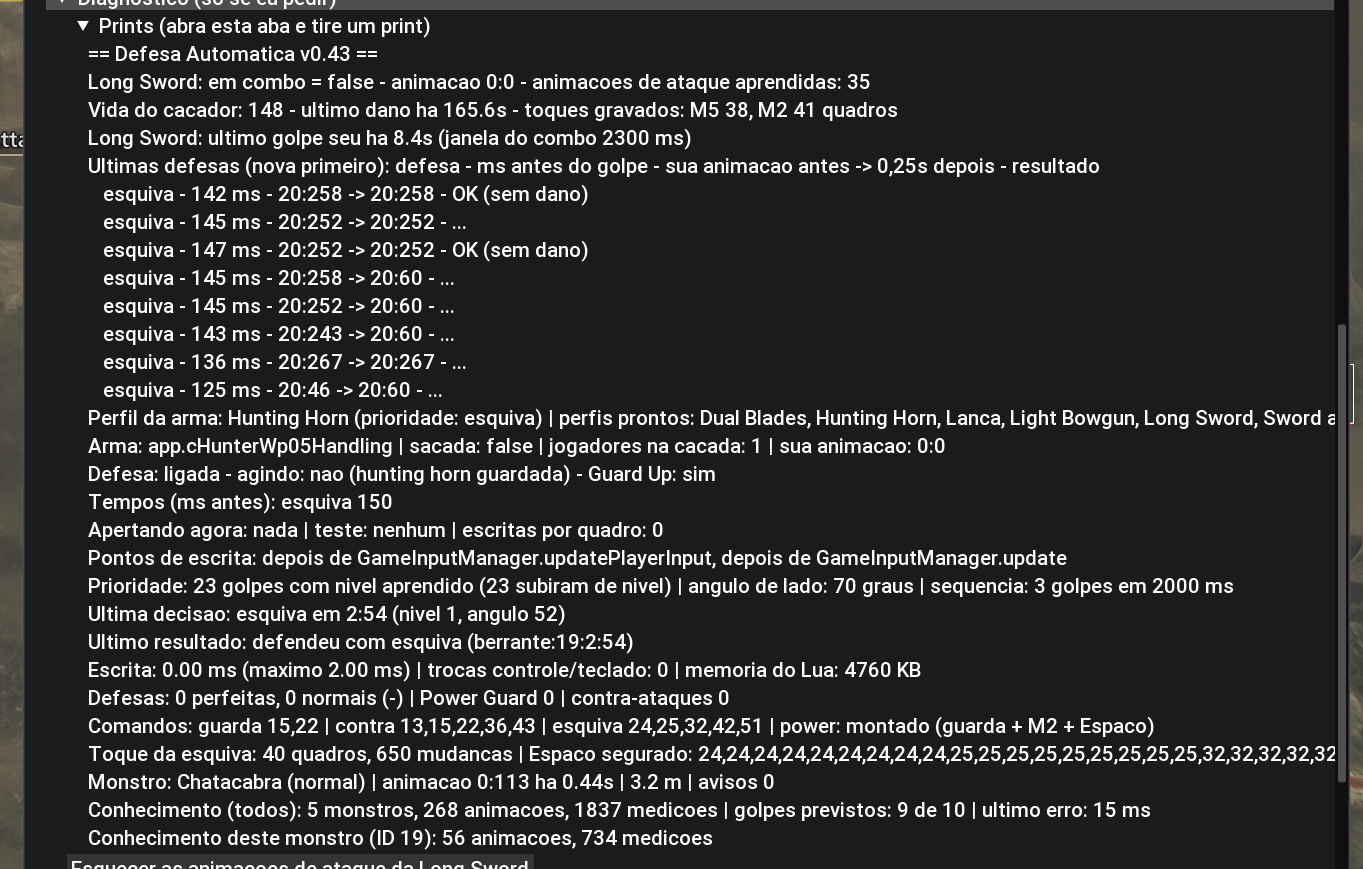 Diagnostico (so se eu pedir)
▼ Prints (abra esta aba e tire um print)
== Defesa Automatica v0.43 ==
Long Sword: em combo = false - animacao 0:0 - animacoes de ataque aprendidas: 35
Vida do cacador: 148 - ultimo dano ha 165.6s - toques gravados: M5 38, M2 41 quadros
Long Sword: ultimo golpe seu ha 8.4s (janela do combo 2300 ms)
Ultimas defesas (nova primeiro): defesa - ms antes do golpe - sua animacao antes -> 0,25s depois - resultado
esquiva - 142 ms - 20:258 -> 20:258 - OK (sem dano)
esquiva - 145 ms - 20:252 -> 20:252 - ...
esquiva - 147 ms - 20:252 -> 20:252 - OK (sem dano)
esquiva - 145 ms - 20:258 -> 20:60 - ...
esquiva - 145 ms - 20:252 -> 20:60 - ...
esquiva - 143 ms - 20:243 -> 20:60 - ...
esquiva - 136 ms - 20:267 -> 20:267 - ...
esquiva - 125 ms - 20:46 -> 20:60 - ...
Perfil da arma: Hunting Horn (prioridade: esquiva) | perfis prontos: Dual Blades, Hunting Horn, Lanca, Light Bowgun, Long Sword, Sword a
Arma: app.cHunterWp05Handling | sacada: false | jogadores na cacada: 1 | sua animacao: 0:0
Defesa: ligada - agindo: nao (hunting horn guardada) - Guard Up: sim
Tempos (ms antes): esquiva 150
Apertando agora: nada | teste: nenhum | escritas por quadro: 0
Pontos de escrita: depois de GameInputManager.updatePlayerInput, depois de GameInputManager.update
Prioridade: 23 golpes com nivel aprendido (23 subiram de nivel) | angulo de lado: 70 graus | sequencia: 3 golpes em 2000 ms
Ultima decisao: esquiva em 2:54 (nivel 1, angulo 52)
Ultimo resultado: defendeu com esquiva (berrante:19:2:54)
Escrita: 0.00 ms (maximo 2.00 ms) | trocas controle/teclado: 0 | memoria do Lua: 4760 KB
Defesas: 0 perfeitas, 0 normais (-) | Power Guard 0 | contra-ataques 0
Comandos: guarda 15,22 | contra 13,15,22,36,43 | esquiva 24,25,32,42,51 | power: montado (guarda + M2 + Espaco)
Toque da esquiva: 40 quadros, 650 mudancas | Espaco segurado: 24,24,24,24,24,24,24,24,24,25,25,25,25,25,25,25,25,25,32,32,32,32,32
Monstro: Chatacabra (normal) | animacao 0:113 ha 0.44s | 3.2 m | avisos 0
Conhecimento (todos): 5 monstros, 268 animacoes, 1837 medicoes | golpes previstos: 9 de 10 | ultimo erro: 15 ms
Conhecimento deste monstro (ID 19): 56 animacoes, 734 medicoes
Esquecer as animacoes de ataque da Long Sword